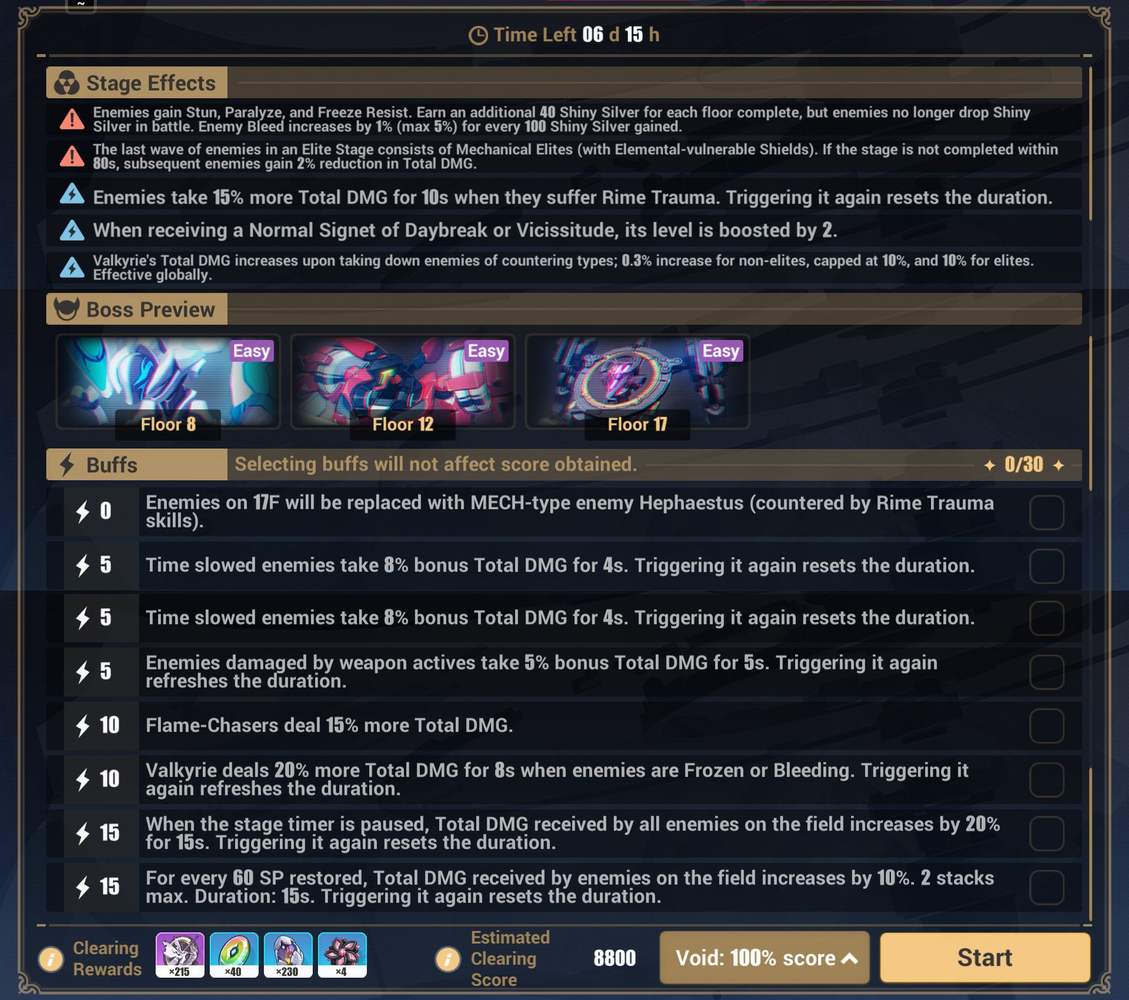 Time Left 06 d 15 h
Stage Effects
Enemies gain Stun, Paralyze, and Freeze Resist. Earn an additional 40 Shiny Silver for each floor complete, but enemies no longer drop Shiny
Silver in battle. Enemy Bleed increases by 1% (max 5%) for every 100 Shiny Silver gained.
The last wave of enemies in an Elite Stage consists of Mechanical Elites (with Elemental-vulnerable Shields). If the stage is not completed within
80s, subsequent enemies gain 2% reduction in Total DMG.
Enemies take 15% more Total DMG for 10s when they suffer Rime Trauma. Triggering it again resets the duration.
When receiving a Normal Signet of Daybreak or Vicissitude, its level is boosted by 2.
Valkyrie's Total DMG increases upon taking down enemies of countering types; 0.3% increase for non-elites, capped at 10%, and 10% for elites.
Effective globally.
Boss Preview
Easy
Easy
Easy
Floor 8
Floor 12
Floor 17
Buffs
Selecting buffs will not affect score obtained.
0/30
0
Enemies on 17F will be replaced with MECH-type enemy Hephaestus (countered by Rime Trauma
skills).
5
Time slowed enemies take 8% bonus Total DMG for 4s. Triggering it again resets the duration.
5
Time slowed enemies take 8% bonus Total DMG for 4s. Triggering it again resets the duration.
5
Enemies damaged by weapon actives take 5% bonus Total DMG for 5s. Triggering it again
refreshes the duration.
10
Flame-Chasers deal 15% more Total DMG.
10
Valkyrie deals 20% more Total DMG for 8s when enemies are Frozen or Bleeding. Triggering it
again refreshes the duration.
15
When the stage timer is paused, Total DMG received by all enemies on the field increases by 20%
for 15s. Triggering it again resets the duration.
15
For every 60 SP restored, Total DMG received by enemies on the field increases by 10%. 2 stacks
max. Duration: 15s. Triggering it again resets the duration.
Clearing
Rewards
×215
×40
×230
×4
Estimated
Clearing
Score
8800
Void: 100% score
Start